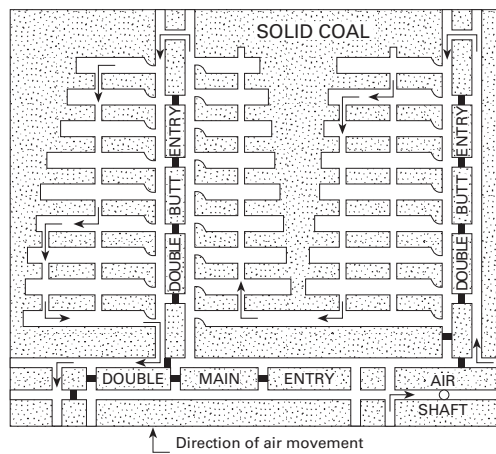 SOLID COAL
DOUBLE BUTT ENTRY
DOUBLE BUTT ENTRY
DOUBLE MAIN ENTRY
AIR
SHAFT
Direction of air movement